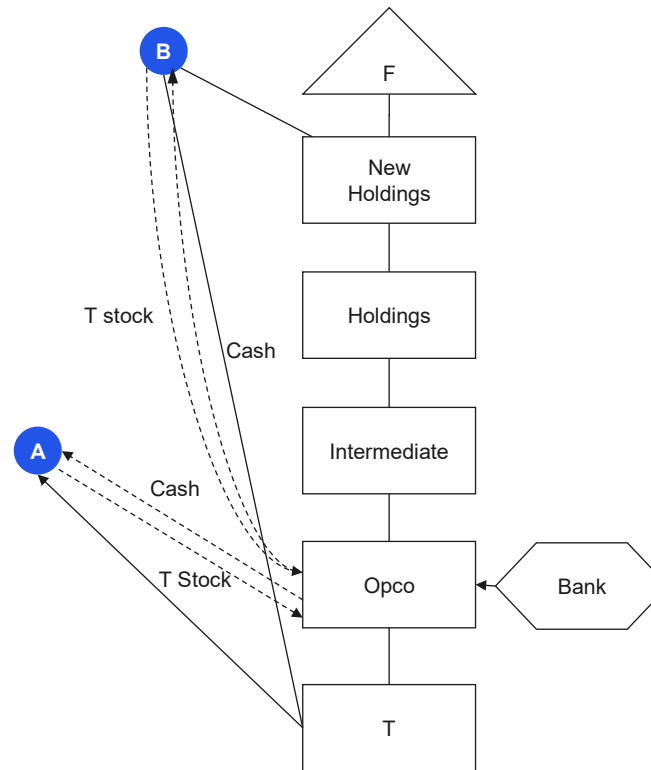 B
F
New
Holdings
T stock
Holdings
Cash
A
Intermediate
Cash
T Stock
Opco
Bank
T